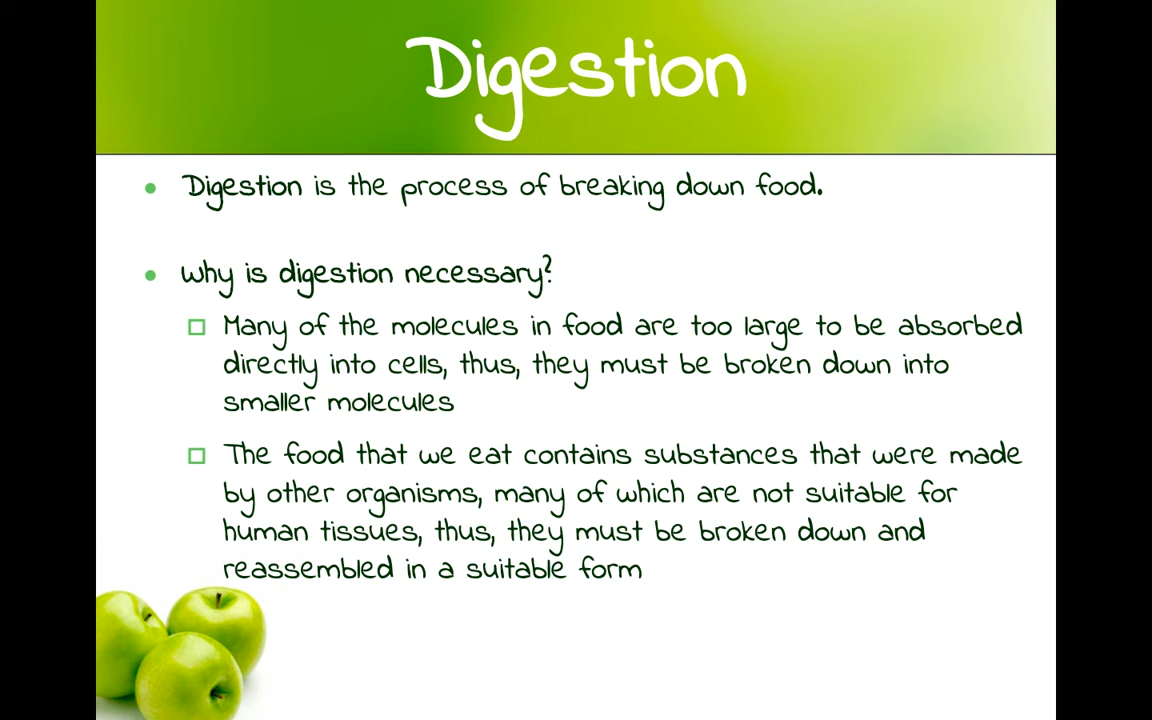 Digestion
Digestion is the process of breaking down food.
Why is digestion necessary?
Many of the molecules in food are too large to be absorbed
directly into cells, thus, they must be broken down into
smaller molecules
The food that we eat contains substances that were made
by other organisms, many of which are not suitable for
human tissues, thus, they must be broken down and
reassembled in a suitable form